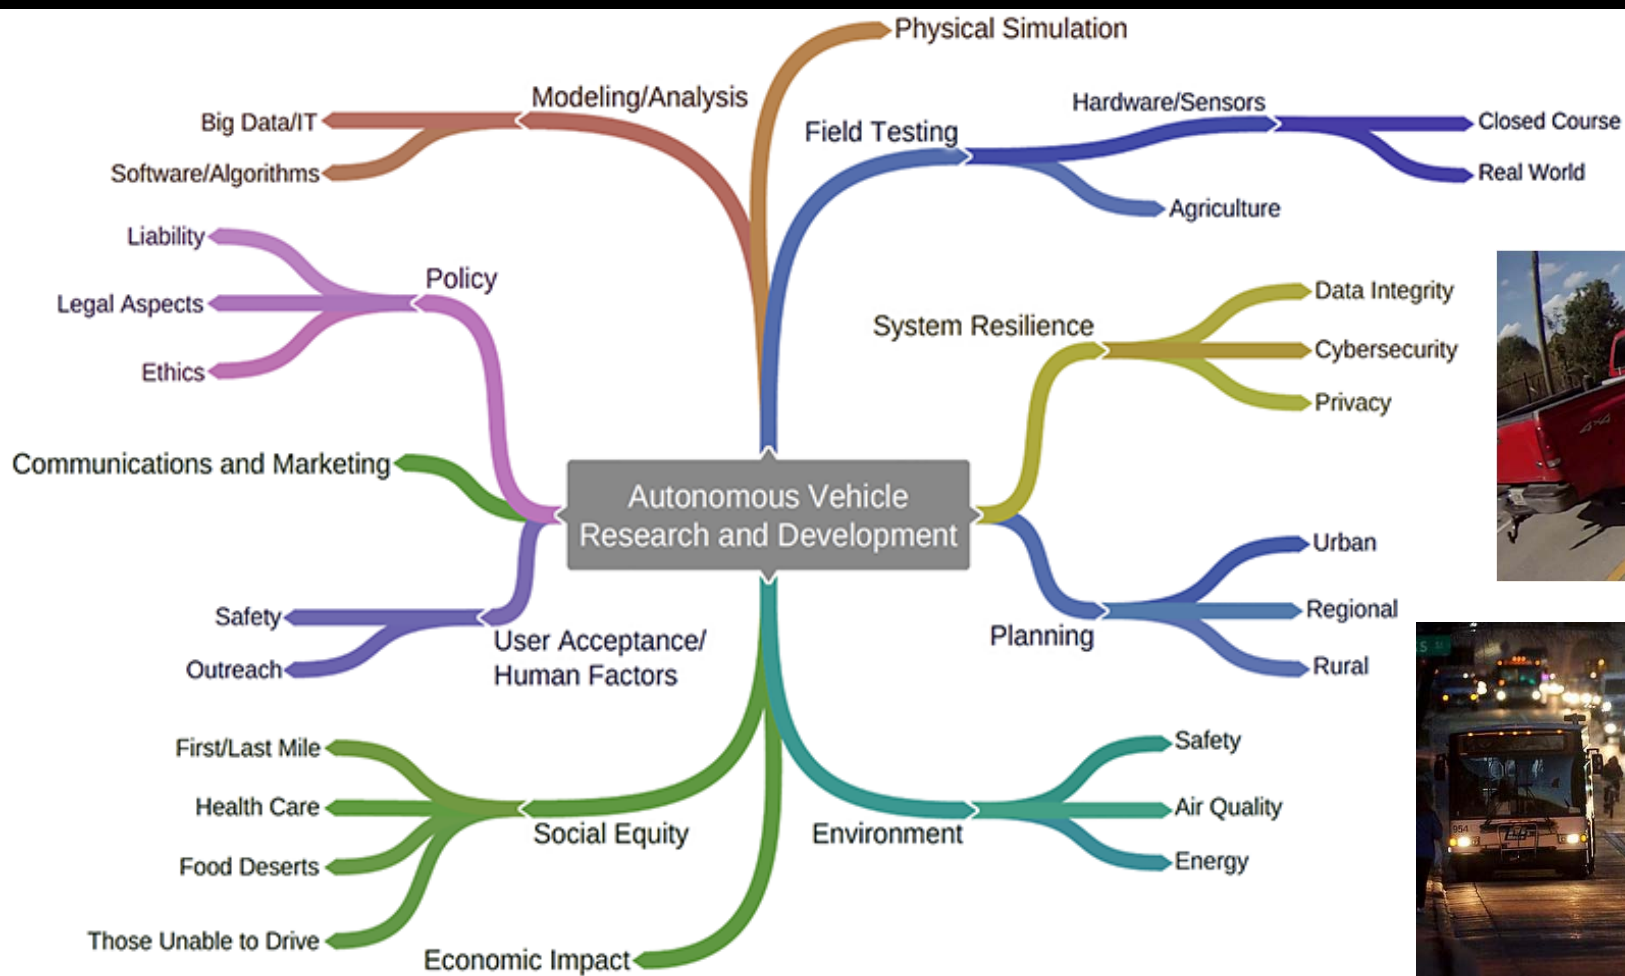 Physical Simulation
Modeling/Analysis
Big Data/IT
Software/Algorithms
Field Testing
Hardware/Sensors
Closed Course
Real World
Agriculture
Liability
Policy
Legal Aspects
Ethics
System Resilience
Data Integrity
Cybersecurity
Privacy
4x4
Communications and Marketing
Autonomous Vehicle
Research and Development
Urban
Regional
Rural
Planning
Safety
Outreach
User Acceptance/
Human Factors
First/Last Mile
Health Care
Food Deserts
Those Unable to Drive
Social Equity
Economic Impact
Environment
Safety
Air Quality
Energy
954